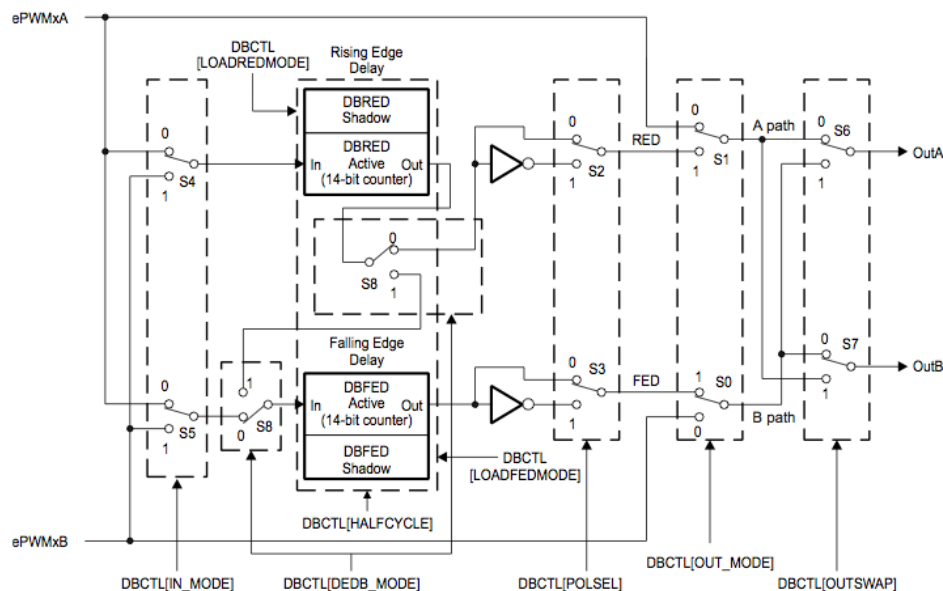 ePWMxA
DBCTL
[LOADREDMODE]
Rising Edge
Delay
DBRED
Shadow
DBRED
Active
(14-bit counter)
In
Out
0
S4
1
0
S2
1
RED
0
S1
1
A path
0
S6
1
OutA
0
S8
1
Falling Edge
Delay
0
S5
1
1
S8
0
DBFED
Active
(14-bit counter)
In
Out
DBFED
Shadow
0
S3
1
FED
1
S0
0
B path
0
S7
1
OutB
DBCTL
[LOADFEDMODE]
DBCTL[HALFCYCLE]
ePWMxB
DBCTL[IN_MODE]
DBCTL[DEDB_MODE]
DBCTL[POLSEL]
DBCTL[OUT_MODE]
DBCTL[OUTSWAP]